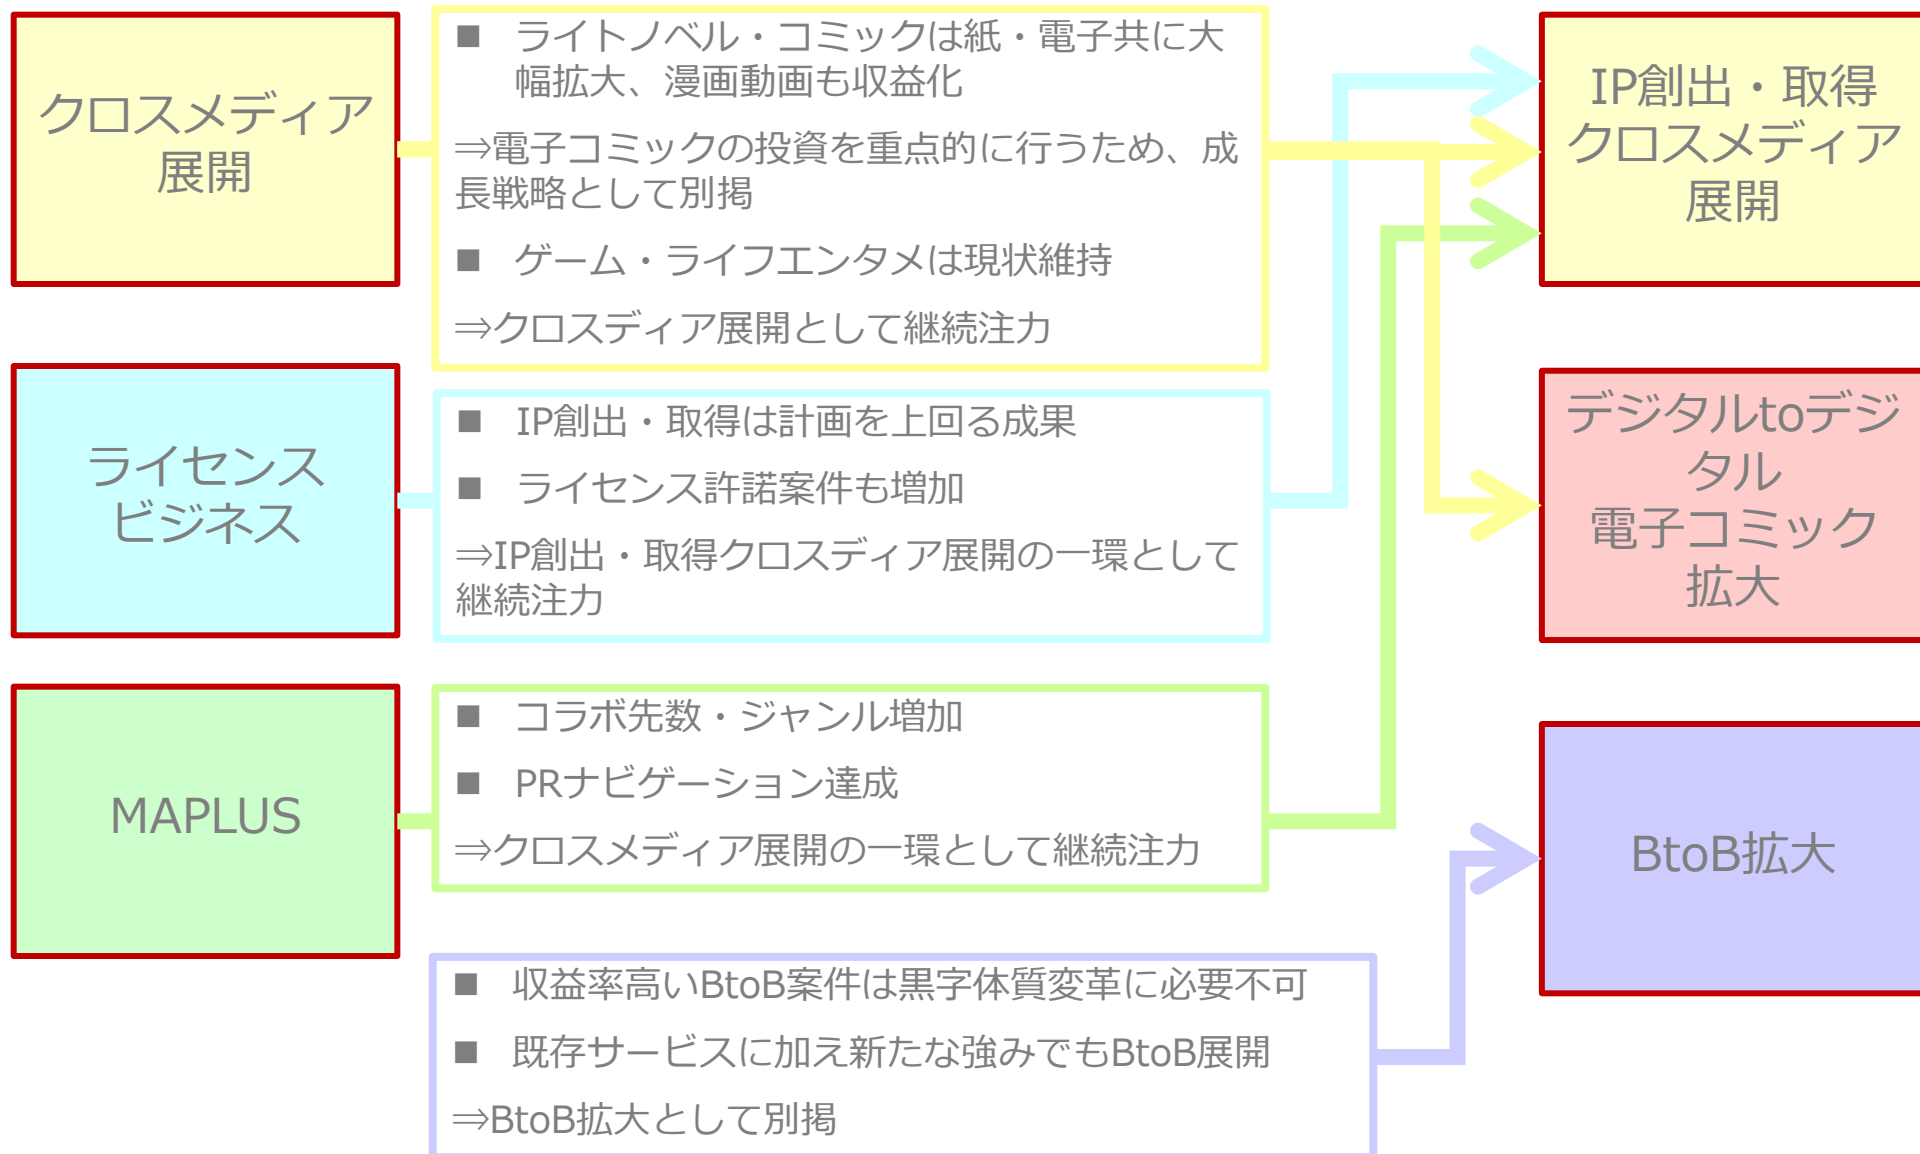 クロスメディア
展開
■ ライトノベル・コミックは紙・電子共に大
幅拡大、漫画動画も収益化
⇒電子コミックの投資を重点的に行うため、成
長戦略として別掲
■ ゲーム・ライフエンタメは現状維持
⇒クロスディア展開として継続注力
IP創出・取得
クロスメディア
展開
ライセンス
ビジネス
■ IP創出・取得は計画を上回る成果
■ ライセンス許諾案件も増加
⇒IP創出・取得クロスディア展開の一環として
継続注力
デジタルtoデジ
タル
電子コミック
拡大
MAPLUS
■ コラボ先数・ジャンル増加
■ PRナビゲーション達成
⇒クロスメディア展開の一環として継続注力
BtoB拡大
■ 収益率高いBtoB案件は黒字体質変革に必要不可
■ 既存サービスに加え新たな強みでもBtoB展開
⇒BtoB拡大として別掲